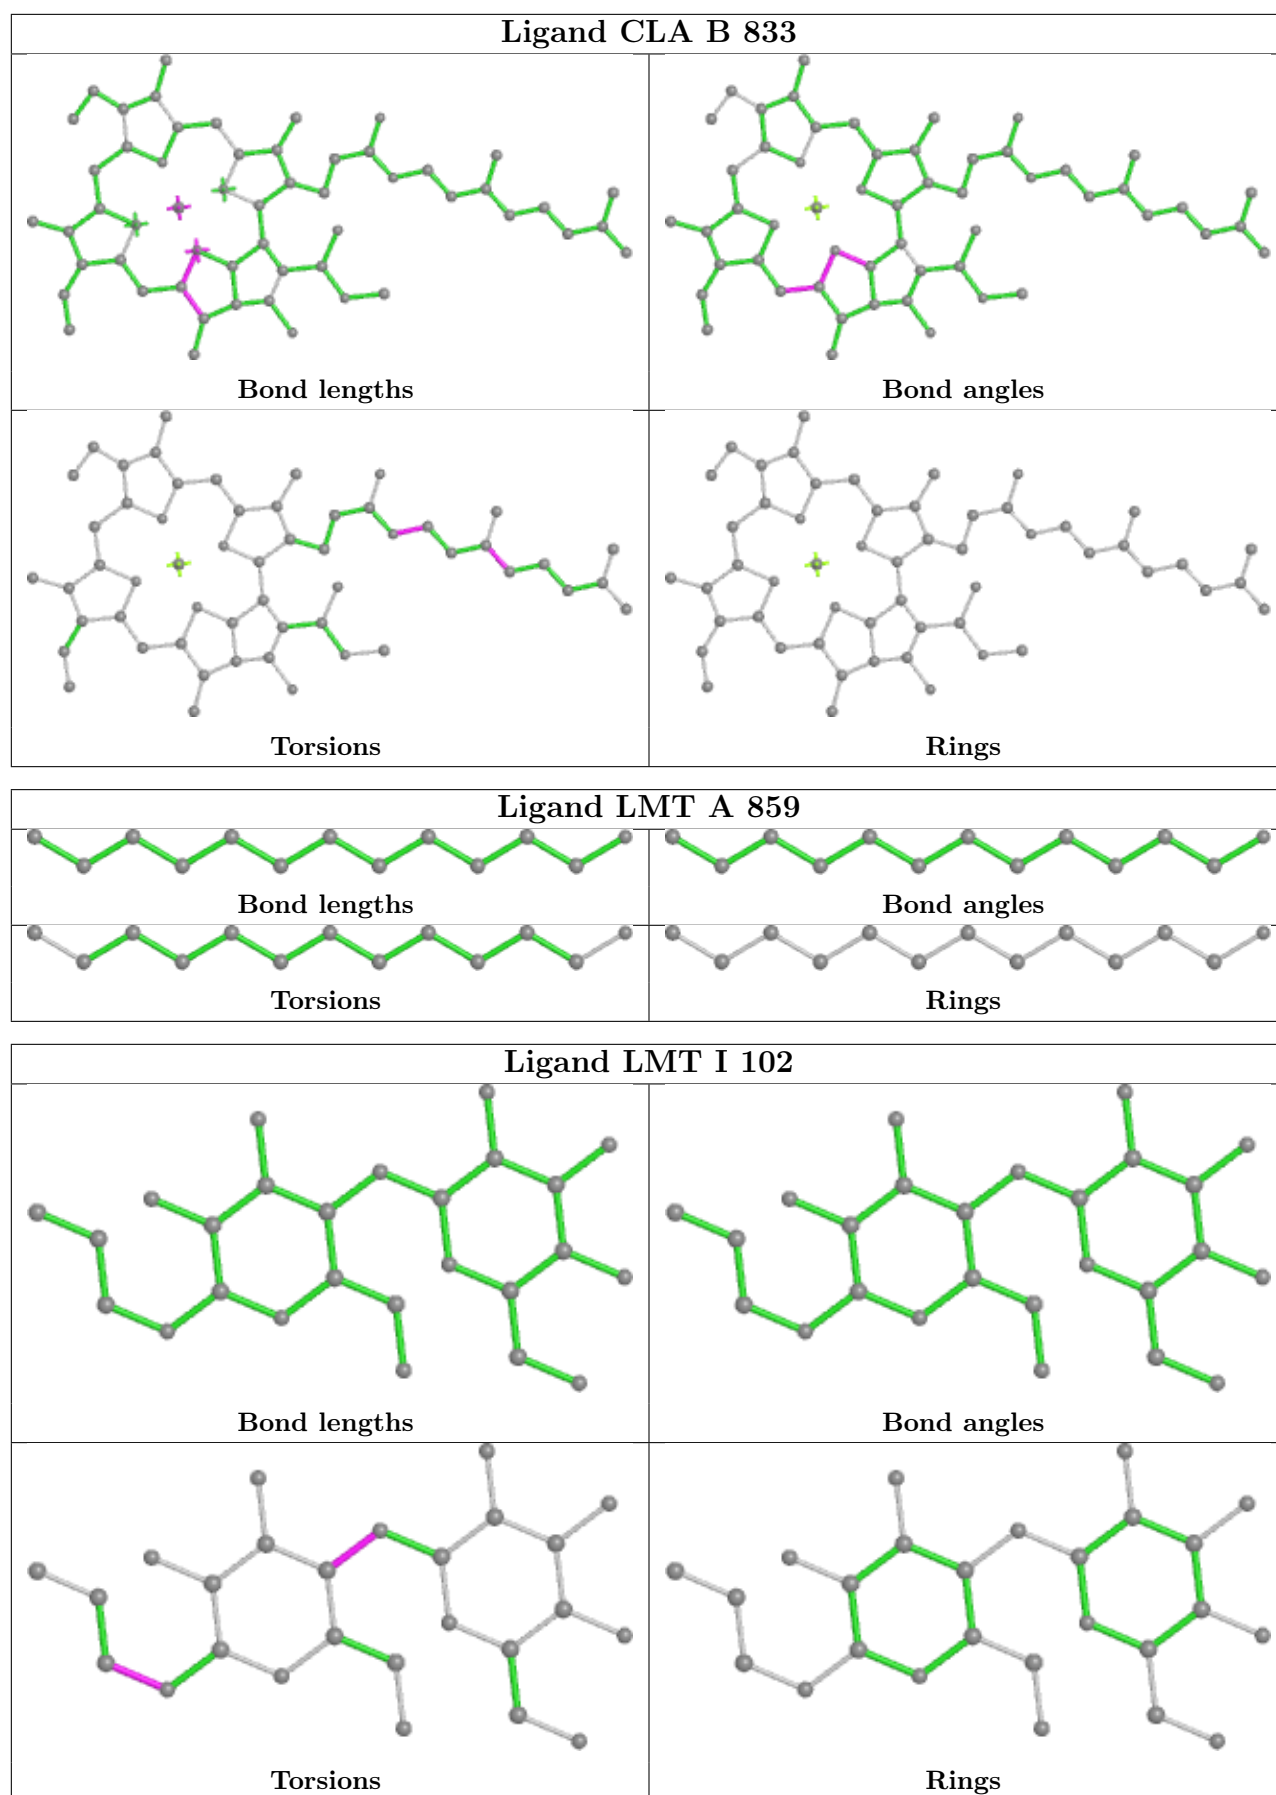 Ligand CLA B 833
Bond lengths
Bond angles
Torsions
Rings
Ligand LMT A 859
Bond lengths
Bond angles
Torsions
Rings
Ligand LMT I 102
Bond lengths
Bond angles
Torsions
Rings